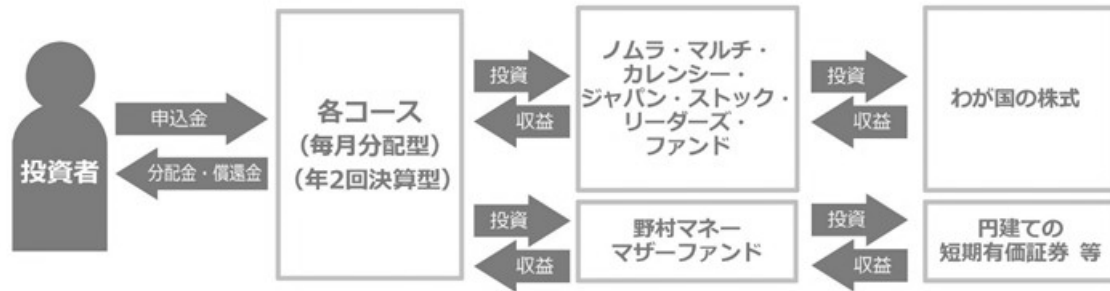 投資者
申込金
分配金・償還金
各コース
（毎月分配型）
（年2回決算型）
投資
収益
ノムラ・マルチ・
カレンシー・
ジャパン・ストック・
リーダーズ・
ファンド
投資
収益
わが国の株式
投資
収益
野村マネー
マザーファンド
投資
収益
円建ての
短期有価証券 等